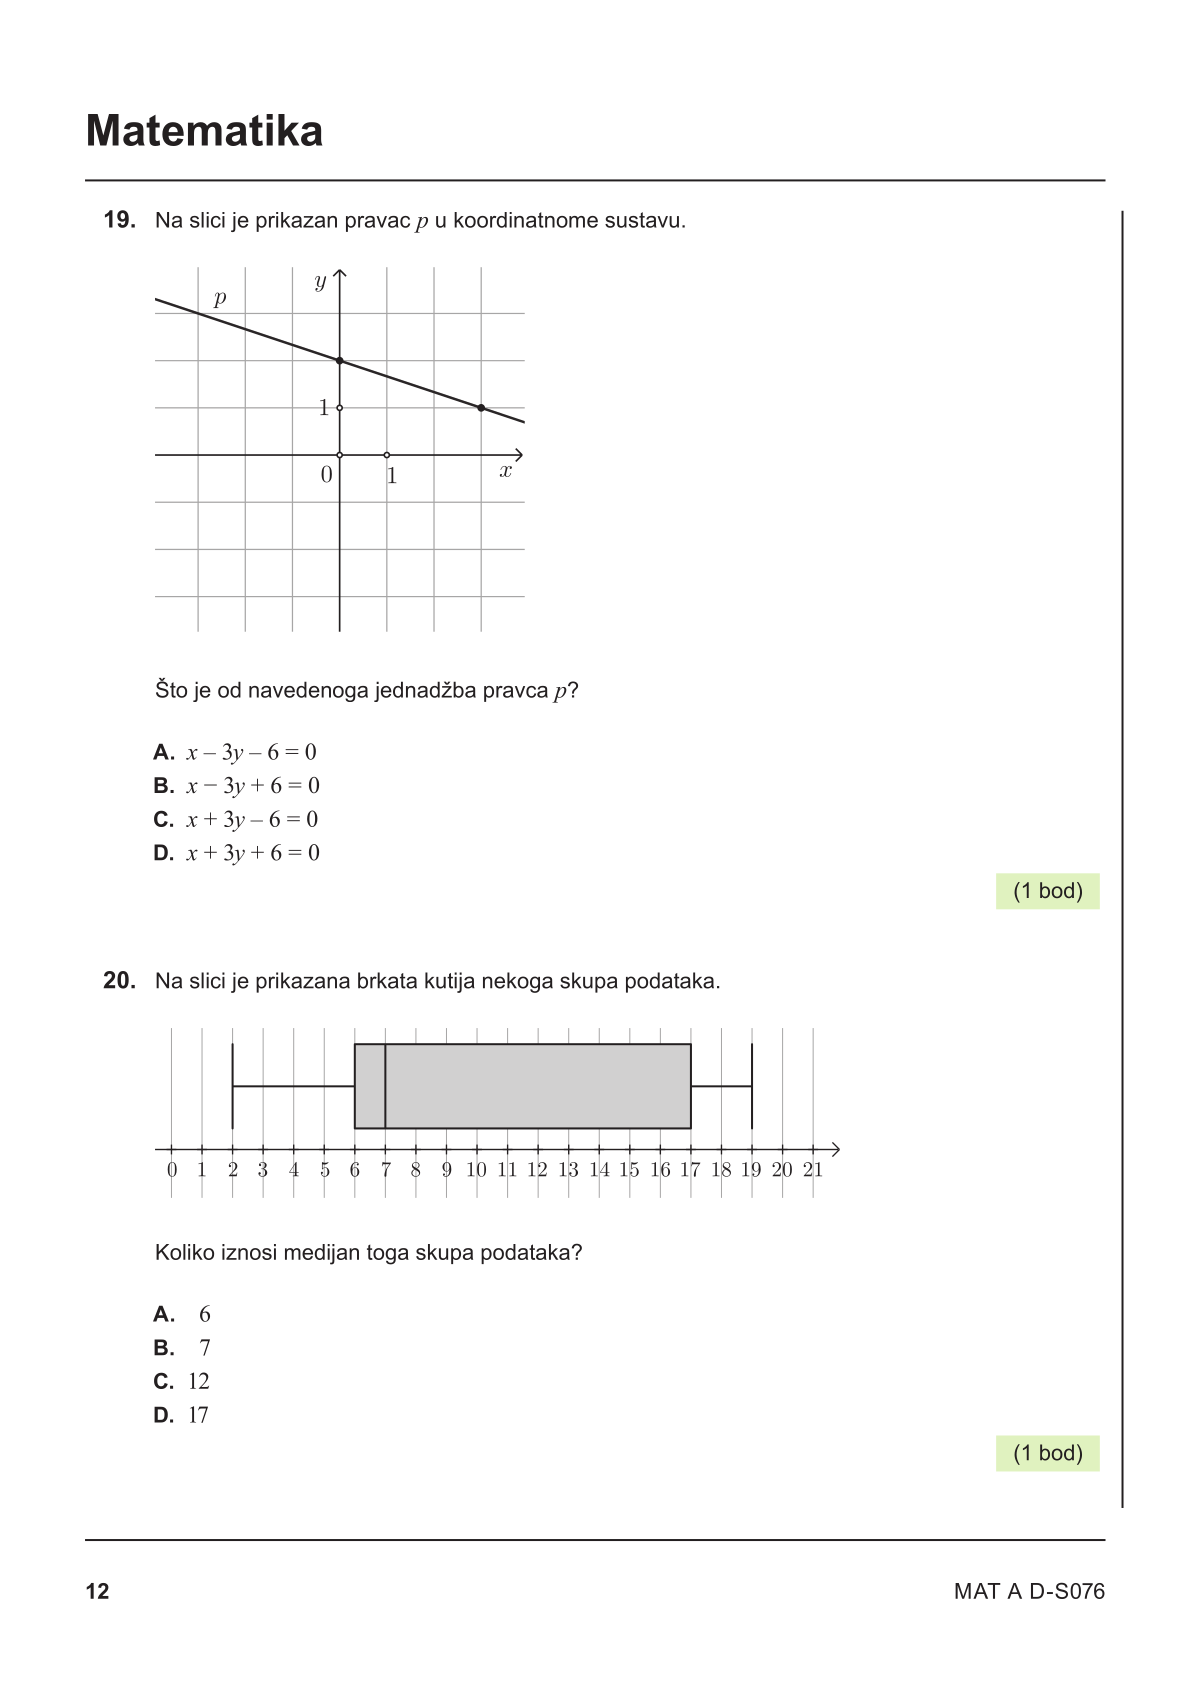 Matematika
19. Na slici je prikazan pravac p u koordinatnome sustavu.
y
p
1
0
1
x
Što je od navedenoga jednadžba pravca p?
A. x – 3y – 6 = 0
B. x − 3y + 6 = 0
C. x + 3y – 6 = 0
D. x + 3y + 6 = 0
(1 bod)
20. Na slici je prikazana brkata kutija nekoga skupa podataka.
0 1 2 3 4 5 6 7 8 9 10 11 12 13 14 15 16 17 18 19 20 21
Koliko iznosi medijan toga skupa podataka?
A. 6
B. 7
C. 12
D. 17
(1 bod)
12
MAT A D-S076